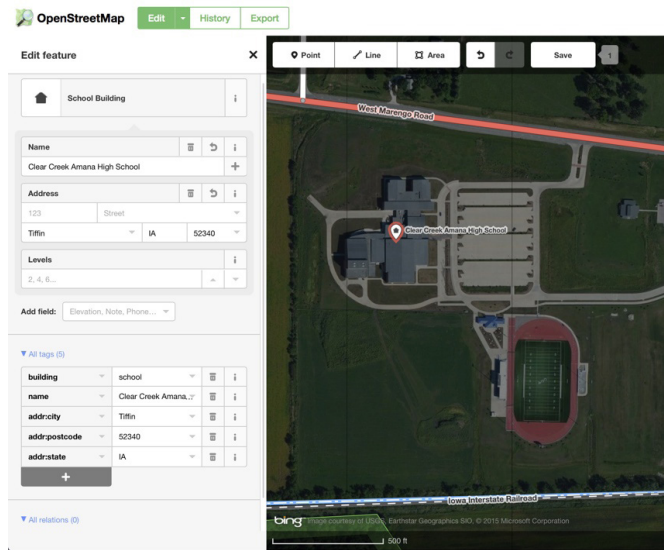 OpenStreetMap Edit History Export
Edit feature
Point Line Area Save 1
School Building
Name
Clear Creek Amana High School
Address
123 Street
Tiffin IA 52340
Levels
2, 4, 6...
Add field: Elevation, Note, Phone...
All tags (5)
building school
name Clear Creek Amana...
addr:city Tiffin
addr:postcode 52340
addr:state IA
+
All relations (0)
West Marengo Road
Clear Creek Amana High School
Iowa Interstate Railroad
bing Image courtesy of USGS, Earthstar Geographics SIO, © 2015 Microsoft Corporation
500 ft